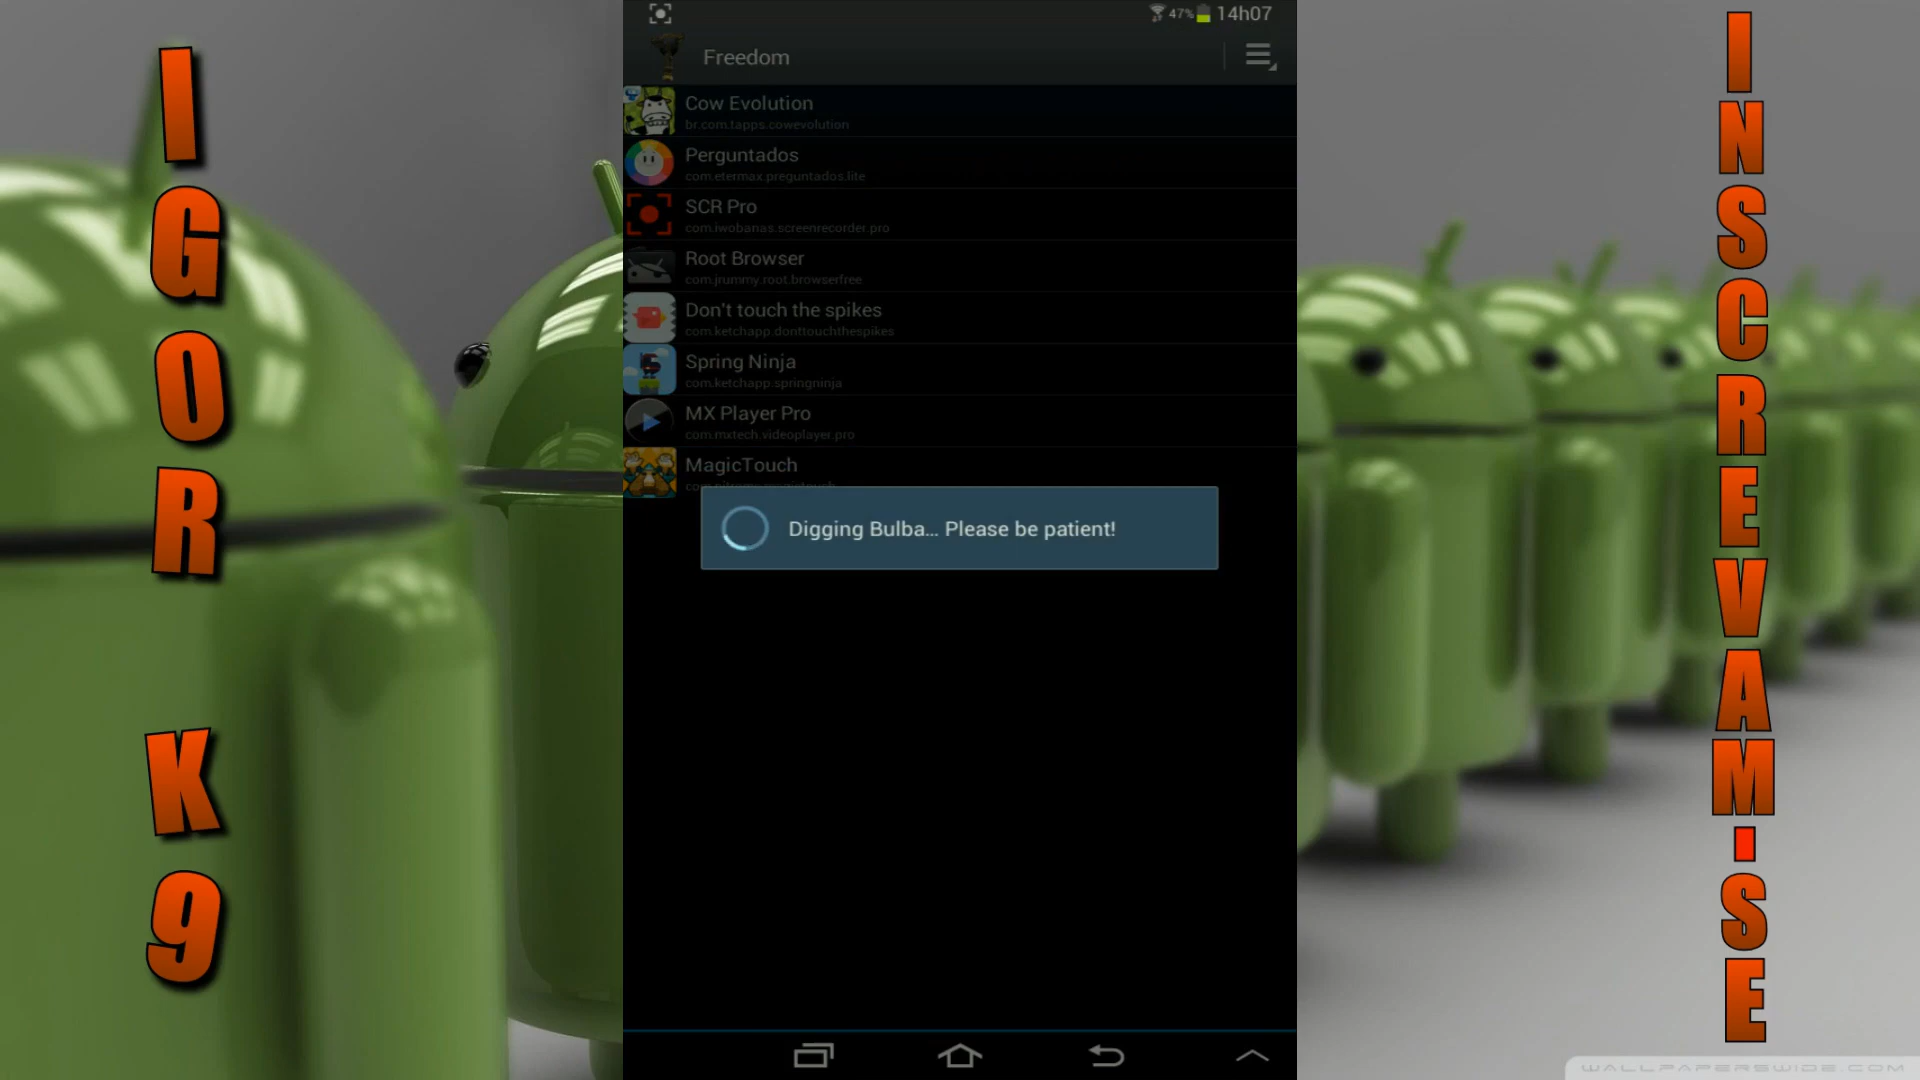 IGOR K9
47% 14h07
Freedom
Cow Evolution
br.com.tapps.cowevolution
Perguntados
com.etermax.preguntados.lite
SCR Pro
com.iwobanas.screenrecorder.pro
Root Browser
com.jrummy.root.browserfree
Don't touch the spikes
com.ketchapp.donttouchthespikes
Spring Ninja
com.ketchapp.springninja
MX Player Pro
com.mxtech.videoplayer.pro
MagicTouch
Digging Bulba... Please be patient!
INSCREVAM-SE
WALLPAPERSWIDE.COM